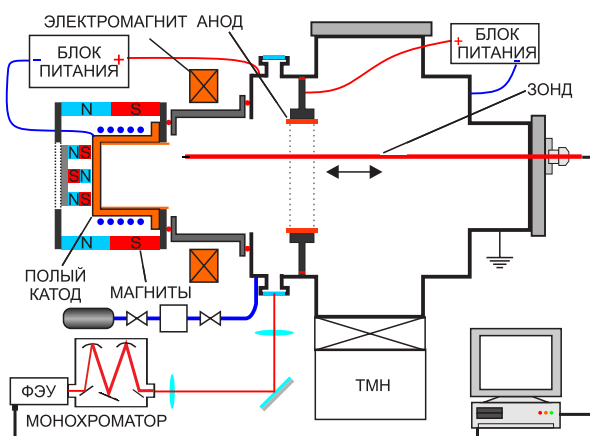 ЭЛЕКТРОМАГНИТ АНОД
БЛОК
ПИТАНИЯ
- +
БЛОК
ПИТАНИЯ
+
-
ЗОНД
N S
N S
S N
N S
N S
ПОЛЫЙ
КАТОД
МАГНИТЫ
ФЭУ
МОНОХРОМАТОР
ТМН